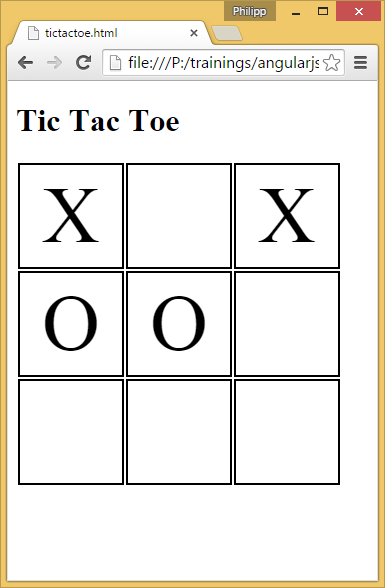 Philipp
tictactoe.html
file:///P:/trainings/angularjs
Tic Tac Toe
X X
O O